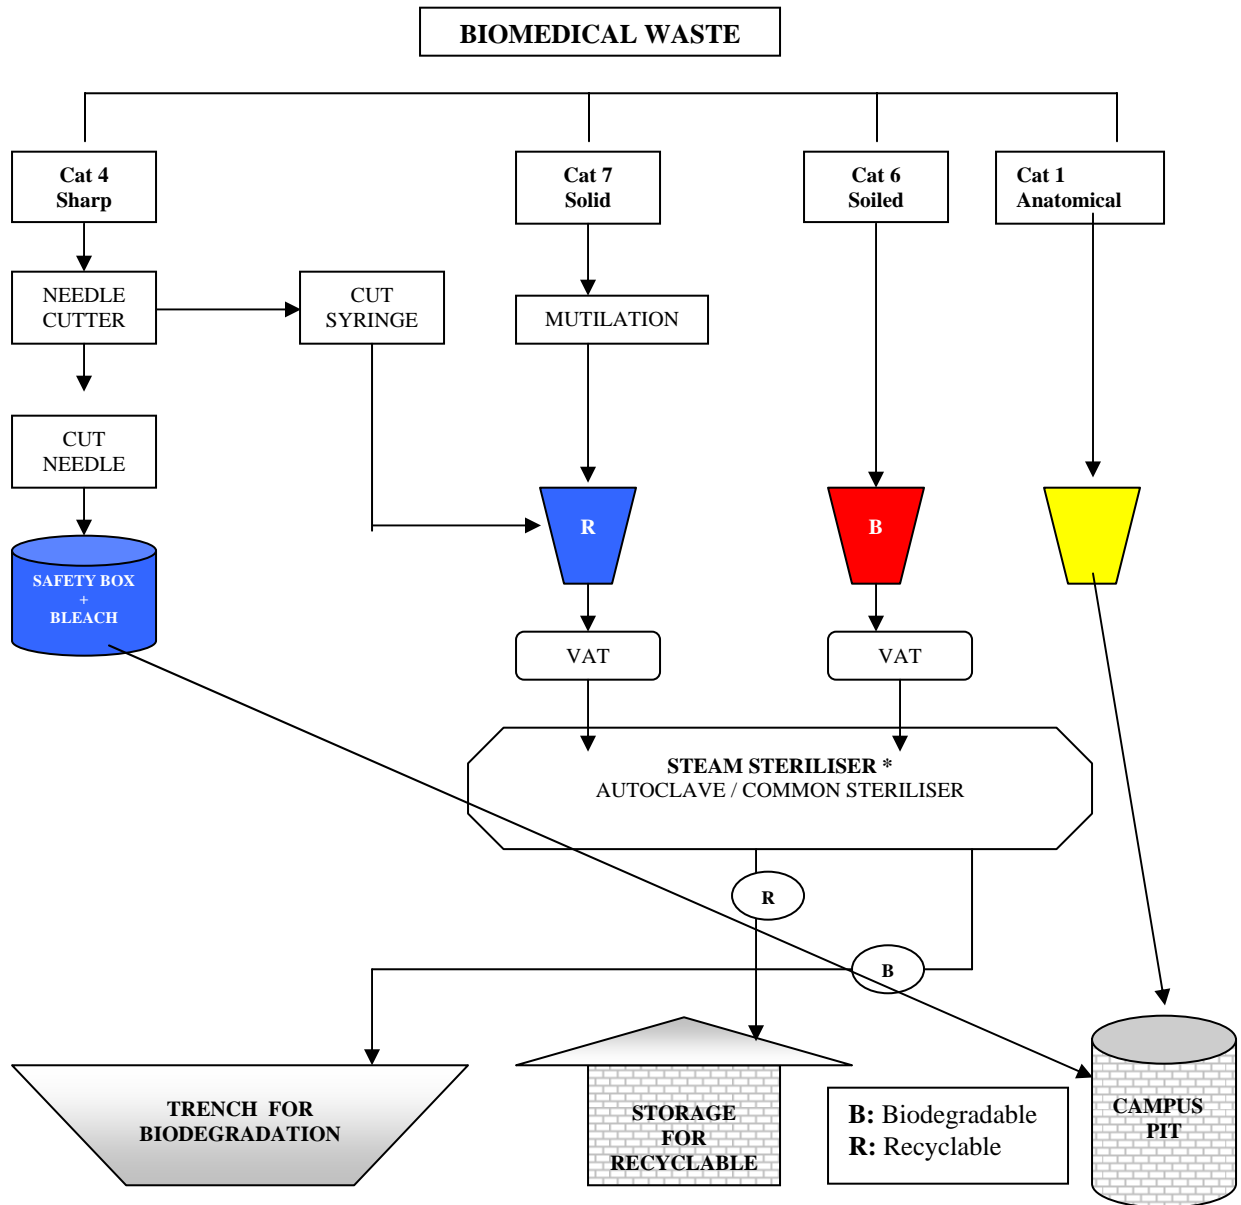 BIOMEDICAL WASTE
Cat 4
Sharp
Cat 7
Solid
Cat 6
Soiled
Cat 1
Anatomical
NEEDLE
CUTTER
CUT
SYRINGE
MUTILATION
CUT
NEEDLE
R
B
SAFETY BOX
+
BLEACH
VAT
VAT
STEAM STERILISER *
AUTOCLAVE / COMMON STERILISER
R
B
TRENCH FOR
BIODEGRADATION
STORAGE
FOR
RECYCLABLE
B: Biodegradable
R: Recyclable
CAMPUS
PIT